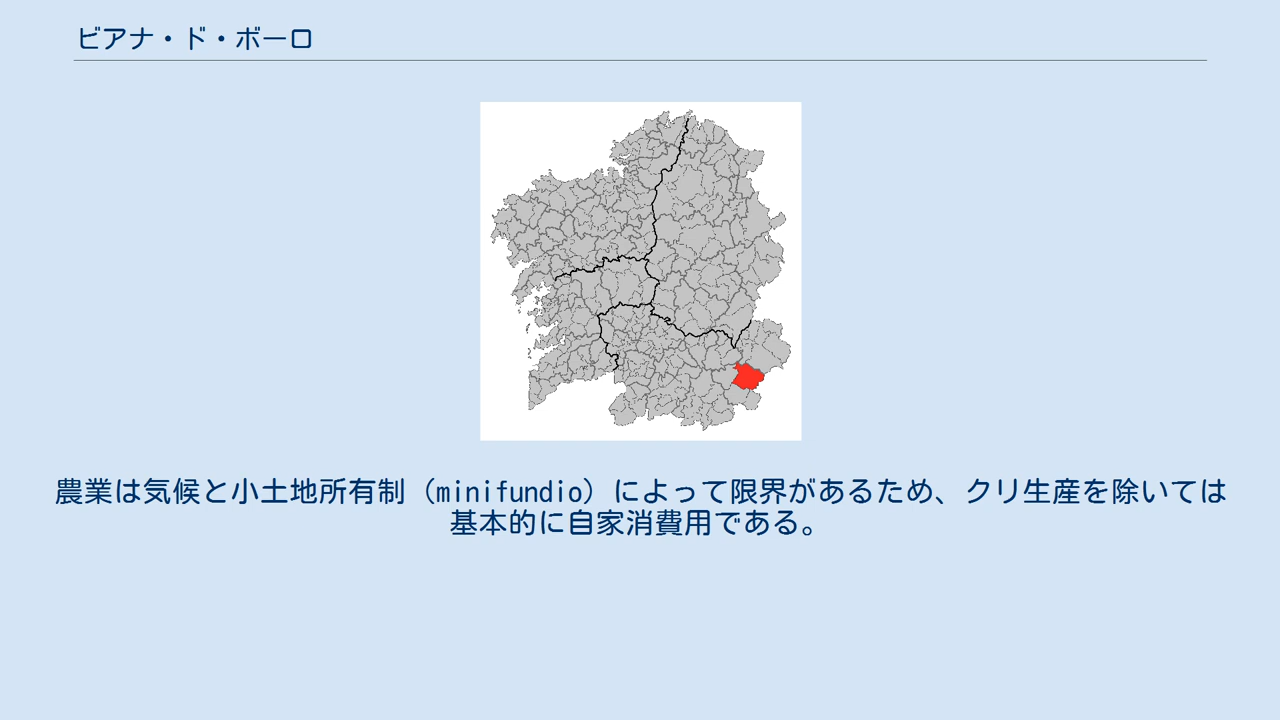 ビアナ・ド・ボーロ
農業は気候と小土地所有制（minifundio）によって限界があるため、クリ生産を除いては
基本的に自家消費用である。